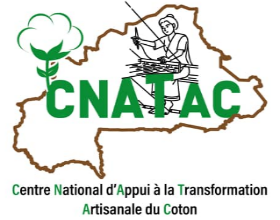 CNATAC
Centre National d'Appui à la Transformation
Artisanale du Coton